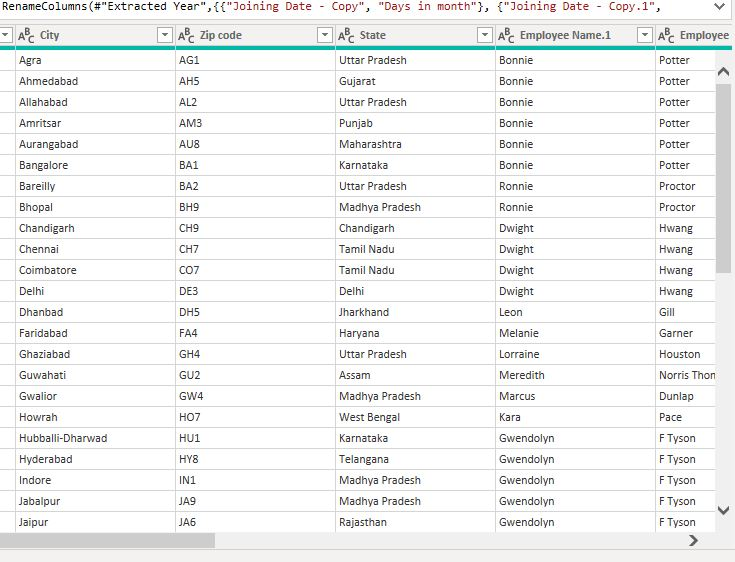 RenameColumns(#"Extracted Year",{{"Joining Date - Copy", "Days in month"}, {"Joining Date - Copy.1",
ABC City ABC Zip code ABC State ABC Employee Name.1 ABC Employee
Agra AG1 Uttar Pradesh Bonnie Potter
Ahmedabad AH5 Gujarat Bonnie Potter
Allahabad AL2 Uttar Pradesh Bonnie Potter
Amritsar AM3 Punjab Bonnie Potter
Aurangabad AU8 Maharashtra Bonnie Potter
Bangalore BA1 Karnataka Bonnie Potter
Bareilly BA2 Uttar Pradesh Ronnie Proctor
Bhopal BH9 Madhya Pradesh Ronnie Proctor
Chandigarh CH9 Chandigarh Dwight Hwang
Chennai CH7 Tamil Nadu Dwight Hwang
Coimbatore CO7 Tamil Nadu Dwight Hwang
Delhi DE3 Delhi Dwight Hwang
Dhanbad DH5 Jharkhand Leon Gill
Faridabad FA4 Haryana Melanie Garner
Ghaziabad GH4 Uttar Pradesh Lorraine Houston
Guwahati GU2 Assam Meredith Norris Thon
Gwalior GW4 Madhya Pradesh Marcus Dunlap
Howrah HO7 West Bengal Kara Pace
Hubballi-Dharwad HU1 Karnataka Gwendolyn F Tyson
Hyderabad HY8 Telangana Gwendolyn F Tyson
Indore IN1 Madhya Pradesh Gwendolyn F Tyson
Jabalpur JA9 Madhya Pradesh Gwendolyn F Tyson
Jaipur JA6 Rajasthan Gwendolyn F Tyson